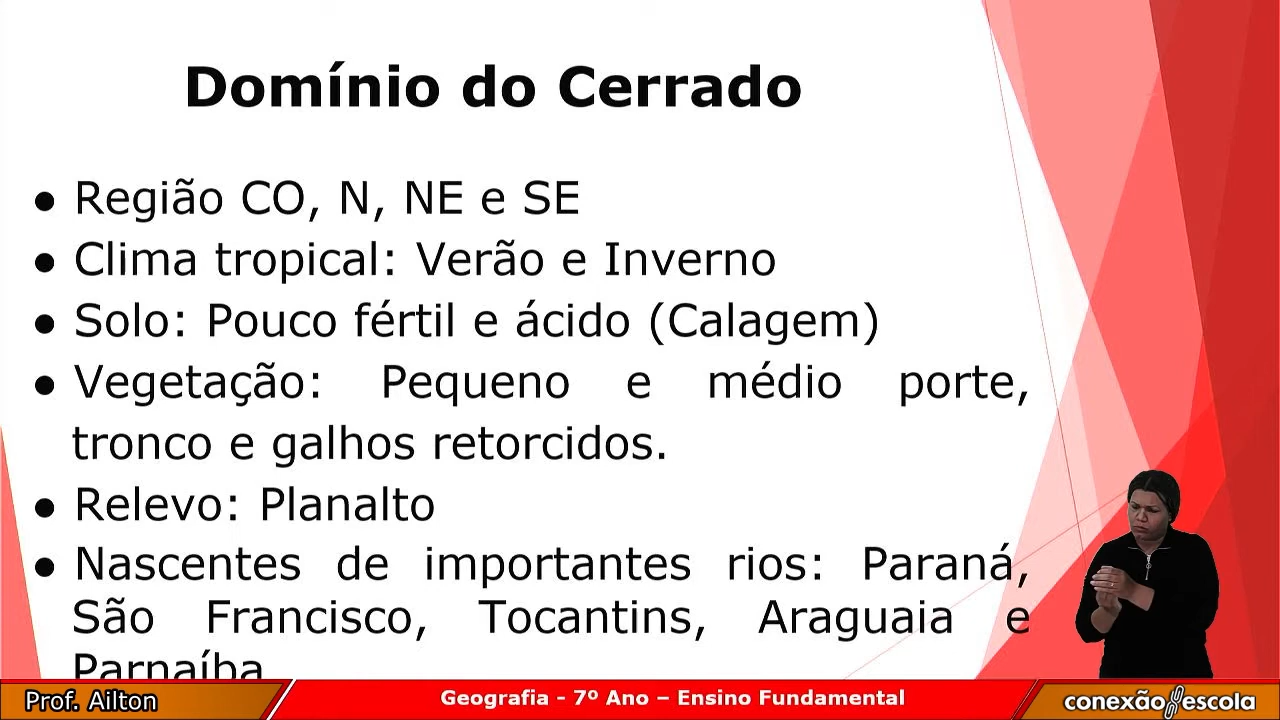 Domínio do Cerrado
● Região CO, N, NE e SE
● Clima tropical: Verão e Inverno
● Solo: Pouco fértil e ácido (Calagem)
● Vegetação: Pequeno e médio porte,
tronco e galhos retorcidos.
● Relevo: Planalto
● Nascentes de importantes rios: Paraná,
São Francisco, Tocantins, Araguaia e
Parnaíba
Prof. Ailton
Geografia - 7º Ano – Ensino Fundamental
conexão escola